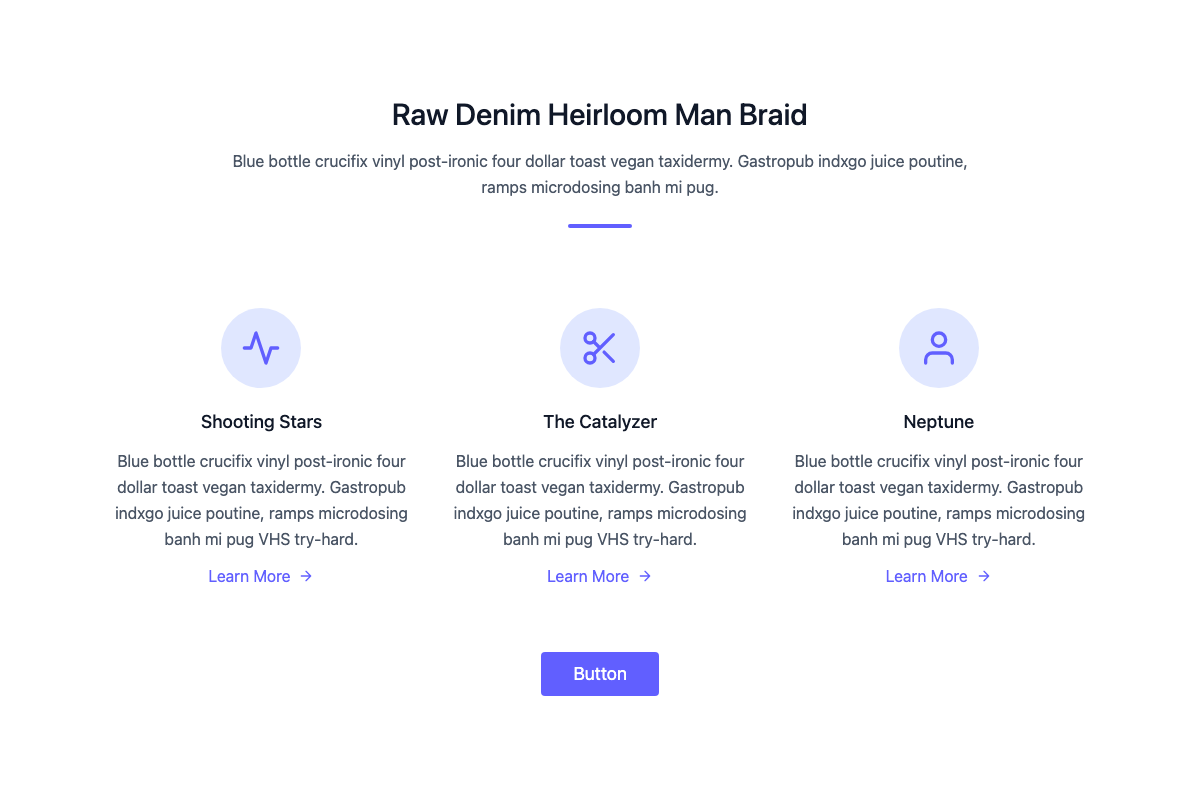 Raw Denim Heirloom Man Braid
Blue bottle crucifix vinyl post-ironic four dollar toast vegan taxidermy. Gastropub indxgo juice poutine,
ramps microdosing banh mi pug.
Shooting Stars
Blue bottle crucifix vinyl post-ironic four
dollar toast vegan taxidermy. Gastropub
indxgo juice poutine, ramps microdosing
banh mi pug VHS try-hard.
Learn More
The Catalyzer
Blue bottle crucifix vinyl post-ironic four
dollar toast vegan taxidermy. Gastropub
indxgo juice poutine, ramps microdosing
banh mi pug VHS try-hard.
Learn More
Neptune
Blue bottle crucifix vinyl post-ironic four
dollar toast vegan taxidermy. Gastropub
indxgo juice poutine, ramps microdosing
banh mi pug VHS try-hard.
Learn More
Button